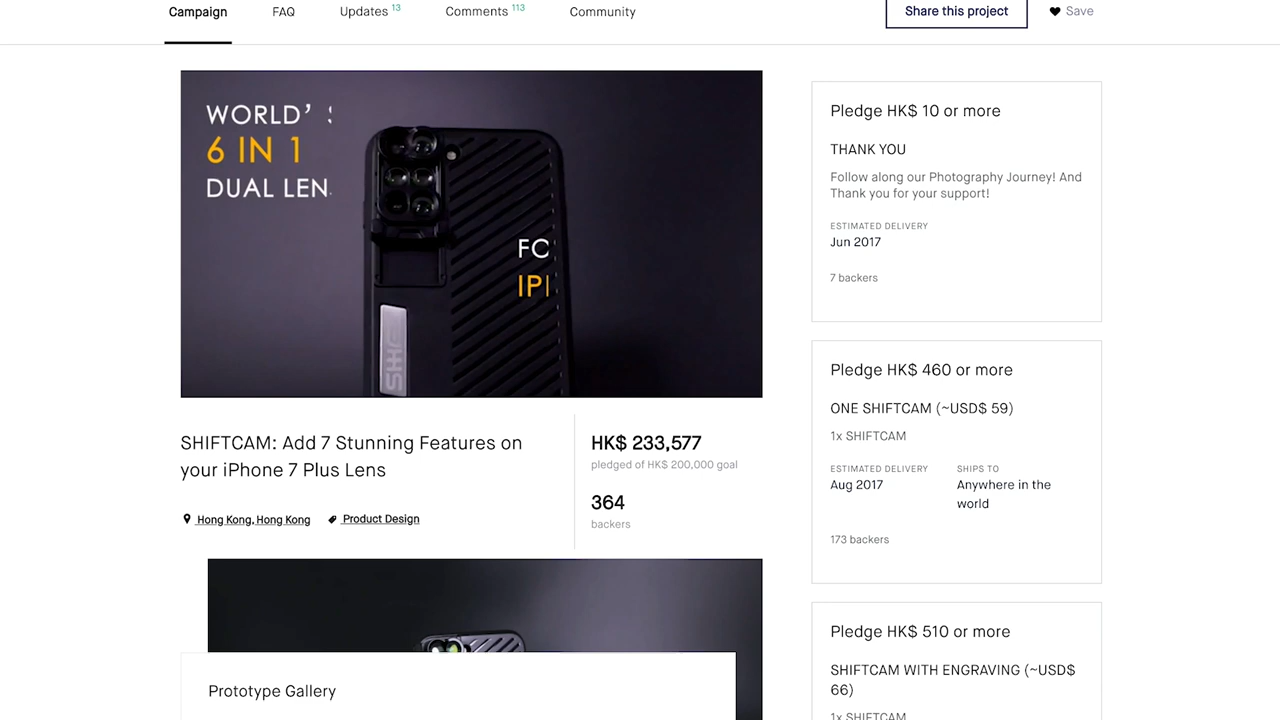 Campaign
FAQ
Updates 13
Comments 113
Community
Share this project
Save
WORLD'
6 IN 1
DUAL LEN
FO
IP
SHIF
SHIFTCAM: Add 7 Stunning Features on
your iPhone 7 Plus Lens
Hong Kong, Hong Kong
Product Design
HK$ 233,577
pledged of HK$ 200,000 goal
364
backers
Prototype Gallery
Pledge HK$ 10 or more
THANK YOU
Follow along our Photography Journey! And
Thank you for your support!
ESTIMATED DELIVERY
Jun 2017
7 backers
Pledge HK$ 460 or more
ONE SHIFTCAM (~USD$ 59)
1x SHIFTCAM
ESTIMATED DELIVERY
Aug 2017
SHIPS TO
Anywhere in the
world
173 backers
Pledge HK$ 510 or more
SHIFTCAM WITH ENGRAVING (~USD$
66)
1x SHIFTCAM